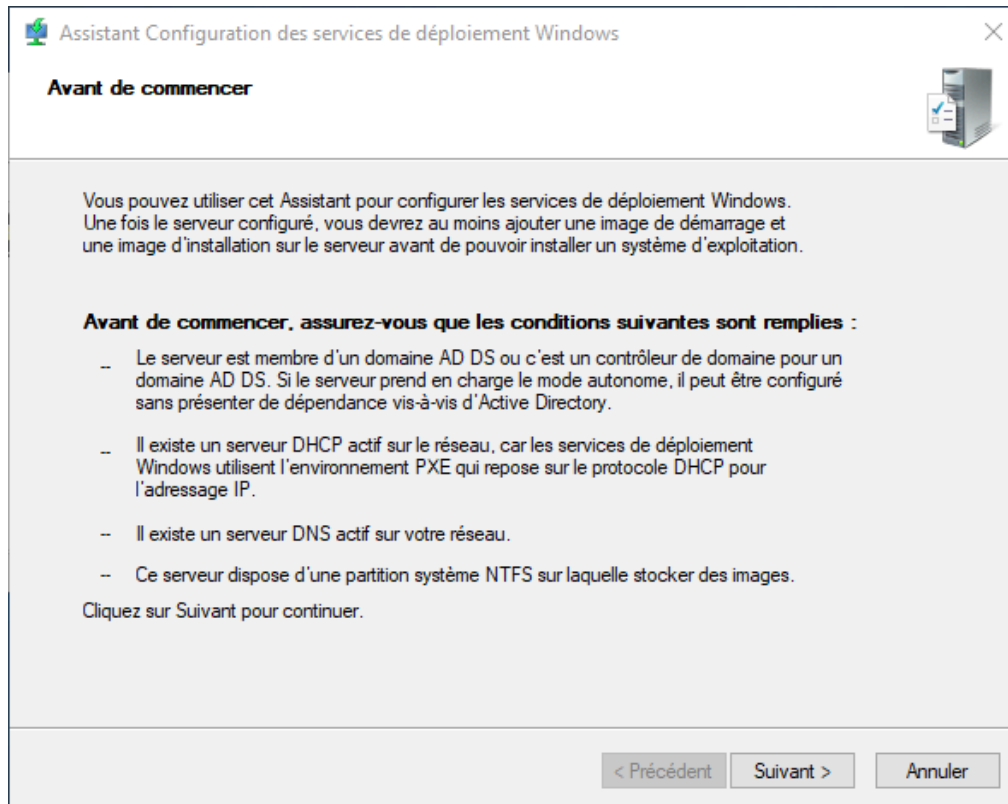 Assistant Configuration des services de déploiement Windows
Avant de commencer
Vous pouvez utiliser cet Assistant pour configurer les services de déploiement Windows.
Une fois le serveur configuré, vous devrez au moins ajouter une image de démarrage et
une image d'installation sur le serveur avant de pouvoir installer un système d'exploitation.
Avant de commencer, assurez-vous que les conditions suivantes sont remplies :
-- Le serveur est membre d'un domaine AD DS ou c'est un contrôleur de domaine pour un
domaine AD DS. Si le serveur prend en charge le mode autonome, il peut être configuré
sans présenter de dépendance vis-à-vis d'Active Directory.
-- Il existe un serveur DHCP actif sur le réseau, car les services de déploiement
Windows utilisent l'environnement PXE qui repose sur le protocole DHCP pour
l'adressage IP.
-- Il existe un serveur DNS actif sur votre réseau.
-- Ce serveur dispose d'une partition système NTFS sur laquelle stocker des images.
Cliquez sur Suivant pour continuer.
< Précédent Suivant > Annuler